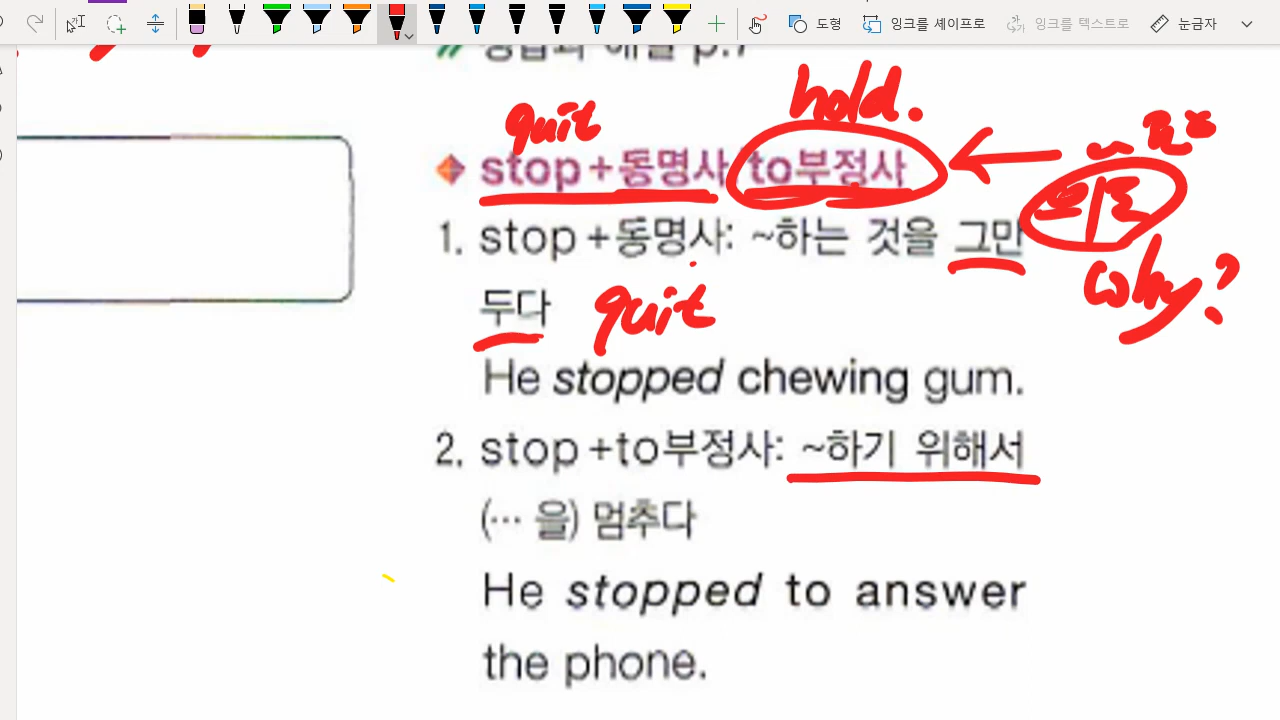 도형 잉크를 셰이프로 잉크를 텍스트로 눈금자
quit hold.
stop+동명사 to부정사
1. stop+동명사: ~하는 것을 그만
두다 quit why?
He stopped chewing gum.
2. stop+to부정사: ~하기 위해서
(… 을) 멈추다
He stopped to answer
the phone.